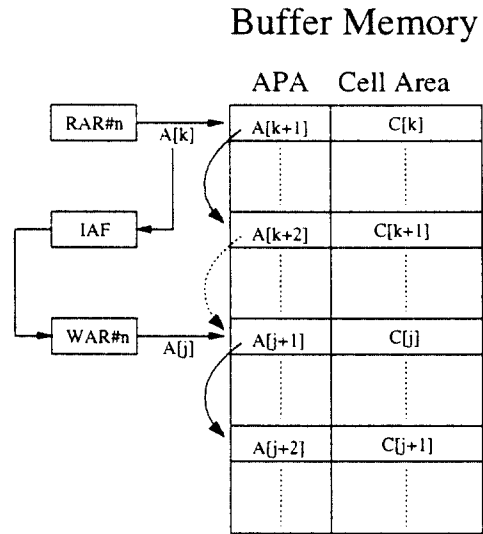 Buffer Memory
APA Cell Area
RAR#n A[k] A[k+1] C[k]
IAF A[k+2] C[k+1]
WAR#n A[j] A[j+1] C[j]
A[j+2] C[j+1]